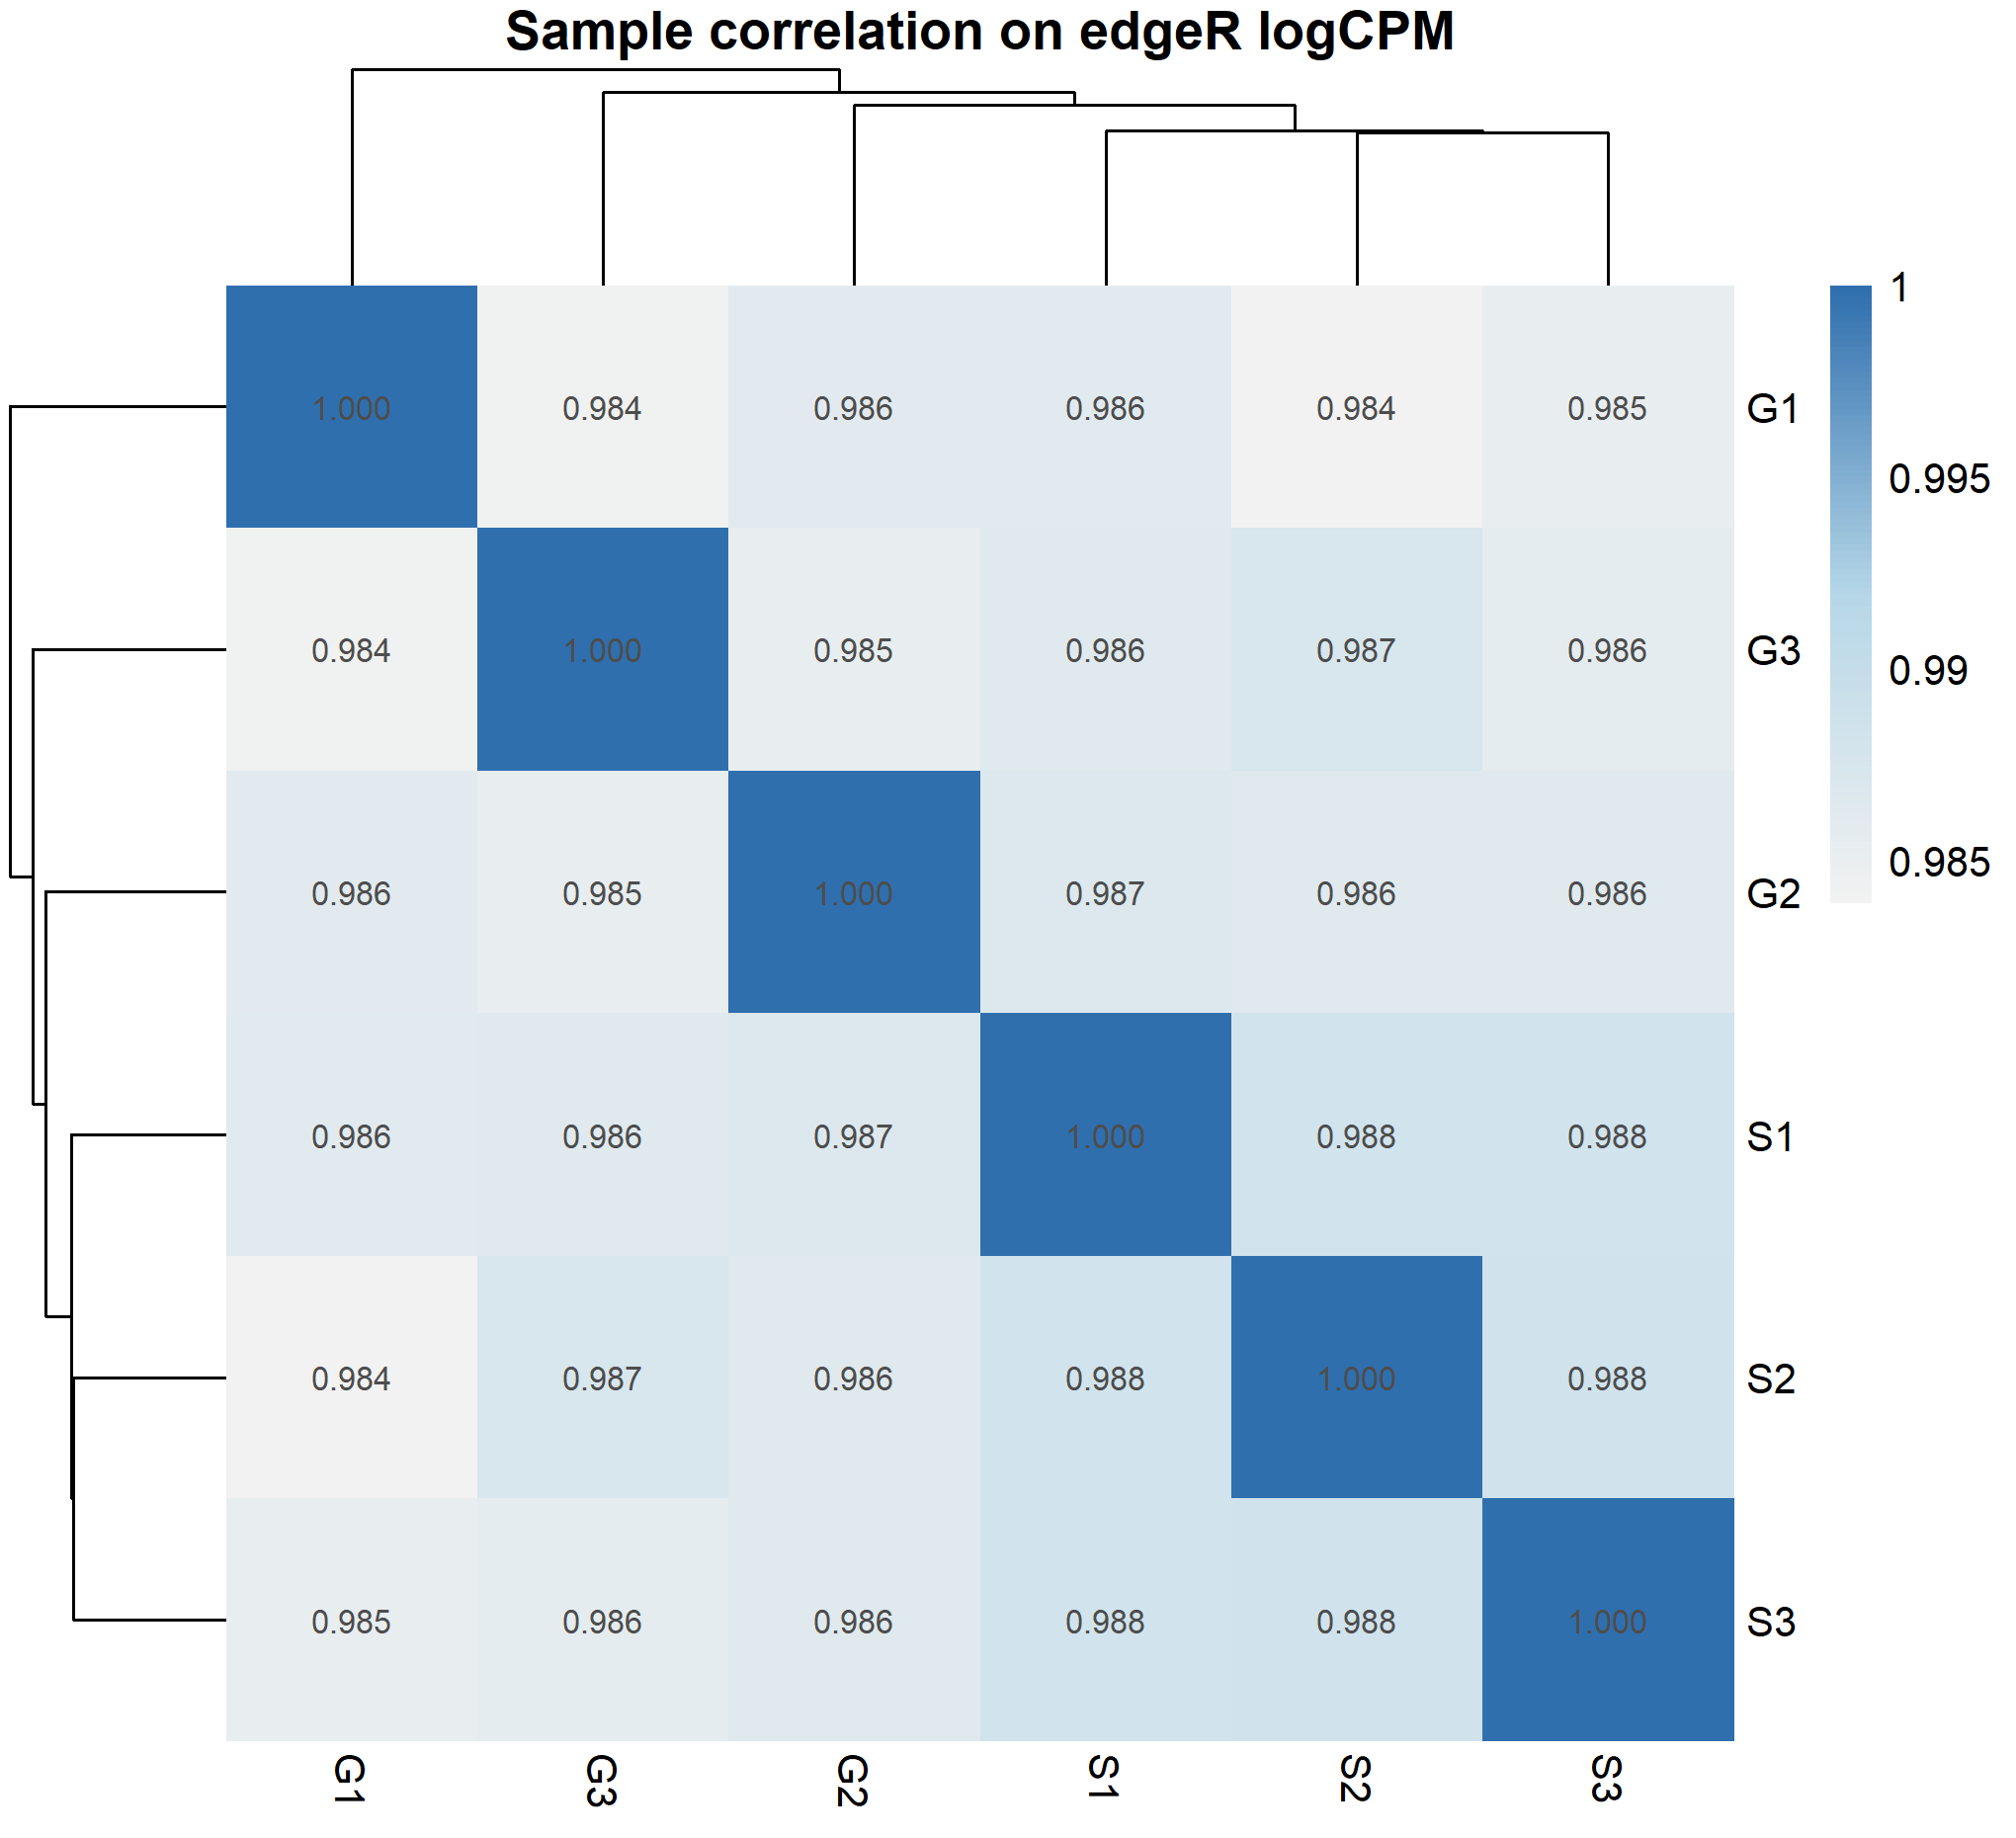 Sample correlation on edgeR logCPM
1
0.995
0.99
0.985
1.000 0.984 0.986 0.986 0.984 0.985 G1
0.984 1.000 0.985 0.986 0.987 0.986 G3
0.986 0.985 1.000 0.987 0.986 0.986 G2
0.986 0.986 0.987 1.000 0.988 0.988 S1
0.984 0.987 0.986 0.988 1.000 0.988 S2
0.985 0.986 0.986 0.988 0.988 1.000 S3
G1 G3 G2 S1 S2 S3